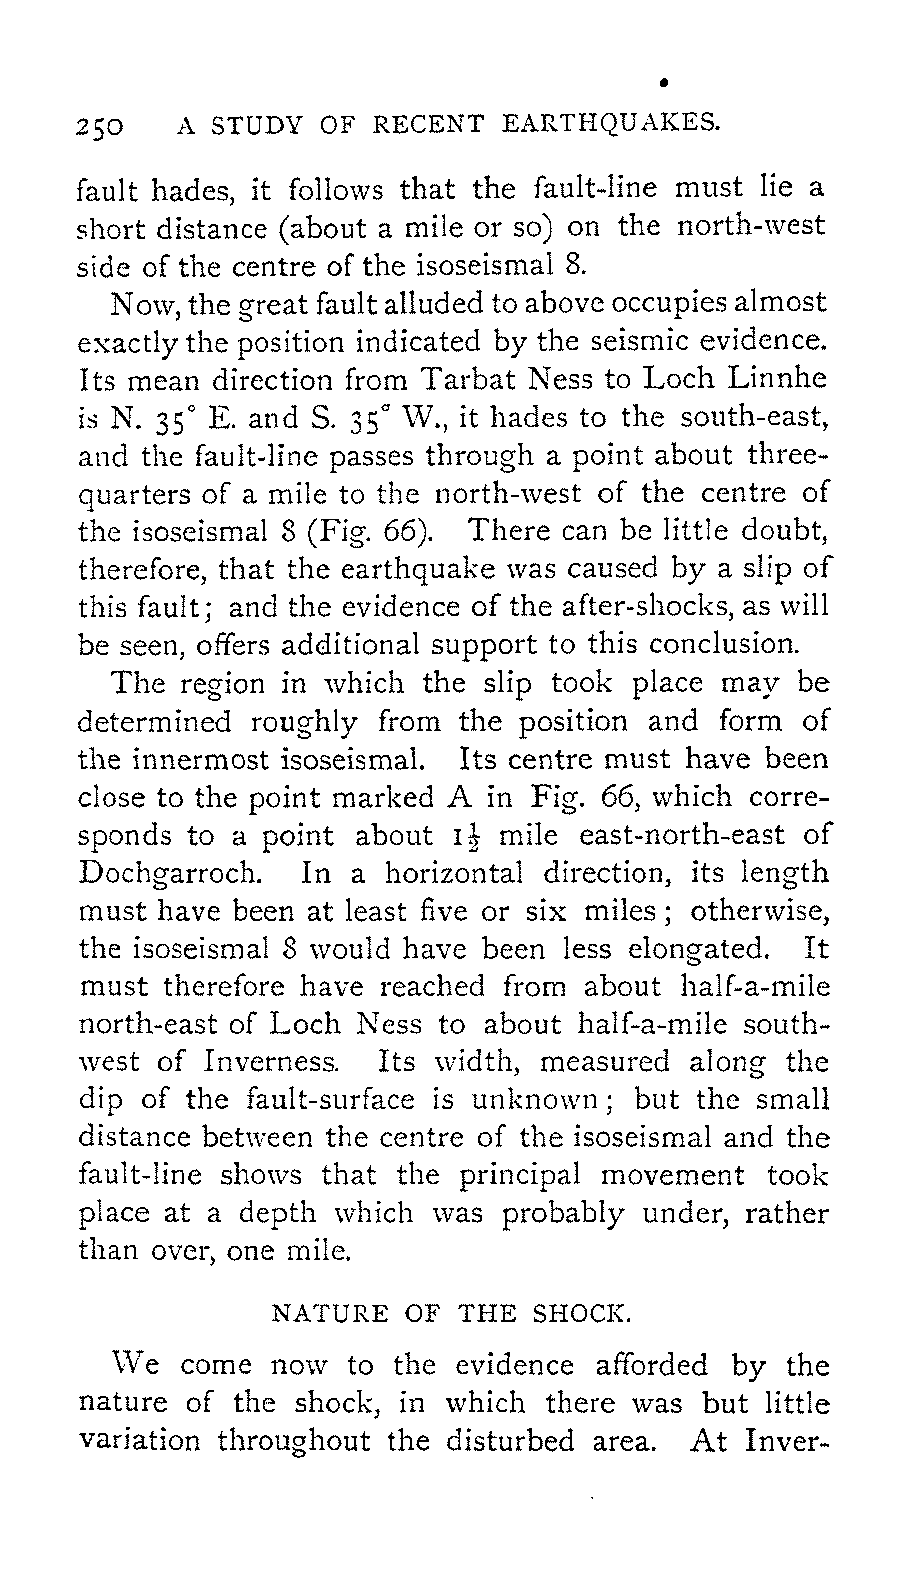 250 A STUDY OF RECENT EARTHQUAKES.
fault hades, it follows that the fault-line must lie a
short distance (about a mile or so) on the north-west
side of the centre of the isoseismal 8.
Now, the great fault alluded to above occupies almost
exactly the position indicated by the seismic evidence.
Its mean direction from Tarbat Ness to Loch Linnhe
is N. 35° E. and S. 35° W., it hades to the south-east,
and the fault-line passes through a point about three-
quarters of a mile to the north-west of the centre of
the isoseismal 8 (Fig. 66). There can be little doubt,
therefore, that the earthquake was caused by a slip of
this fault; and the evidence of the after-shocks, as will
be seen, offers additional support to this conclusion.
The region in which the slip took place may be
determined roughly from the position and form of
the innermost isoseismal. Its centre must have been
close to the point marked A in Fig. 66, which corre-
sponds to a point about 1½ mile east-north-east of
Dochgarroch. In a horizontal direction, its length
must have been at least five or six miles; otherwise,
the isoseismal 8 would have been less elongated. It
must therefore have reached from about half-a-mile
north-east of Loch Ness to about half-a-mile south-
west of Inverness. Its width, measured along the
dip of the fault-surface is unknown; but the small
distance between the centre of the isoseismal and the
fault-line shows that the principal movement took
place at a depth which was probably under, rather
than over, one mile.
NATURE OF THE SHOCK.
We come now to the evidence afforded by the
nature of the shock, in which there was but little
variation throughout the disturbed area. At Inver-